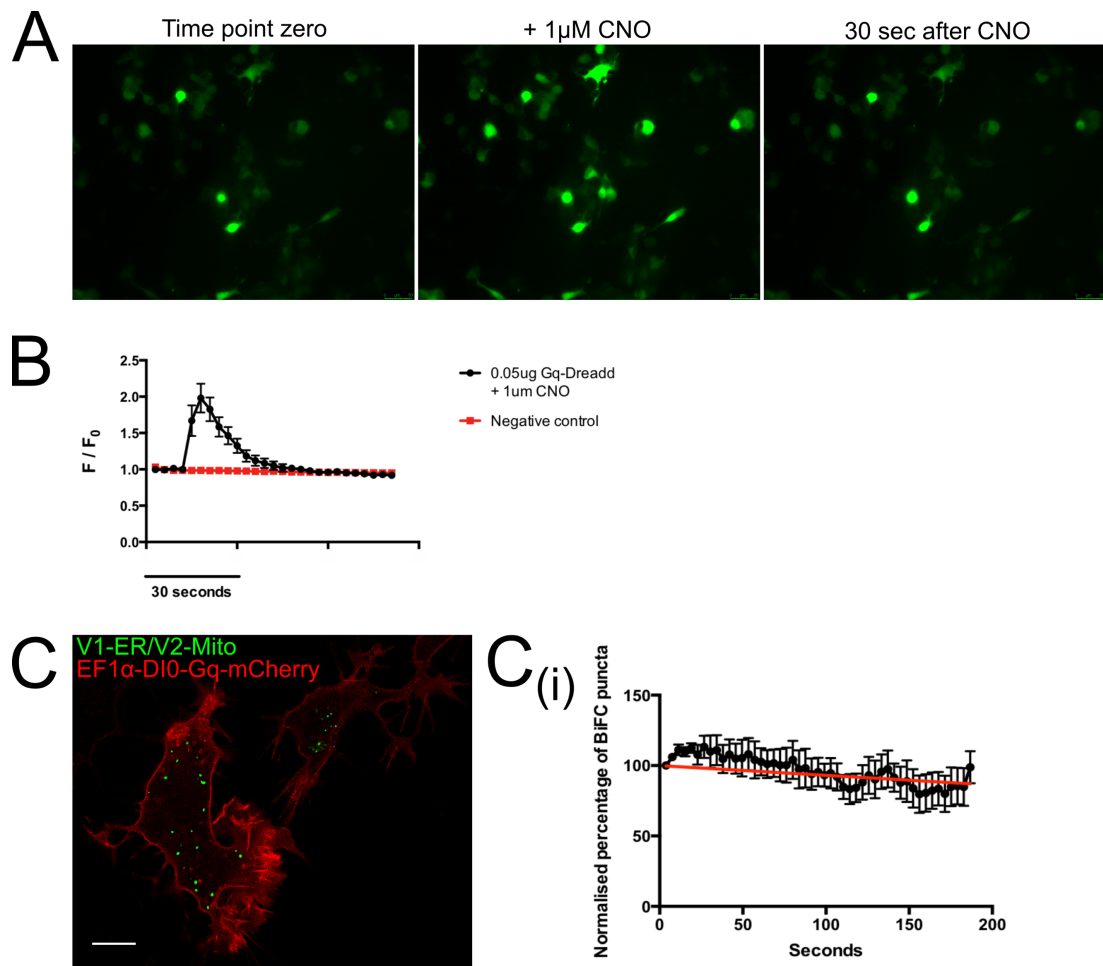 A
Time point zero
+ 1µM CNO
30 sec after CNO
B
2.5
2.0
1.5
1.0
0.5
0.0
F / F0
30 seconds
0.05ug Gq-Dreadd
+ 1um CNO
Negative control
C
V1-ER/V2-Mito
EF1α-DI0-Gq-mCherry
C(i)
Normalised percentage of BiFC puncta
150
100
50
0
0 50 100 150 200
Seconds